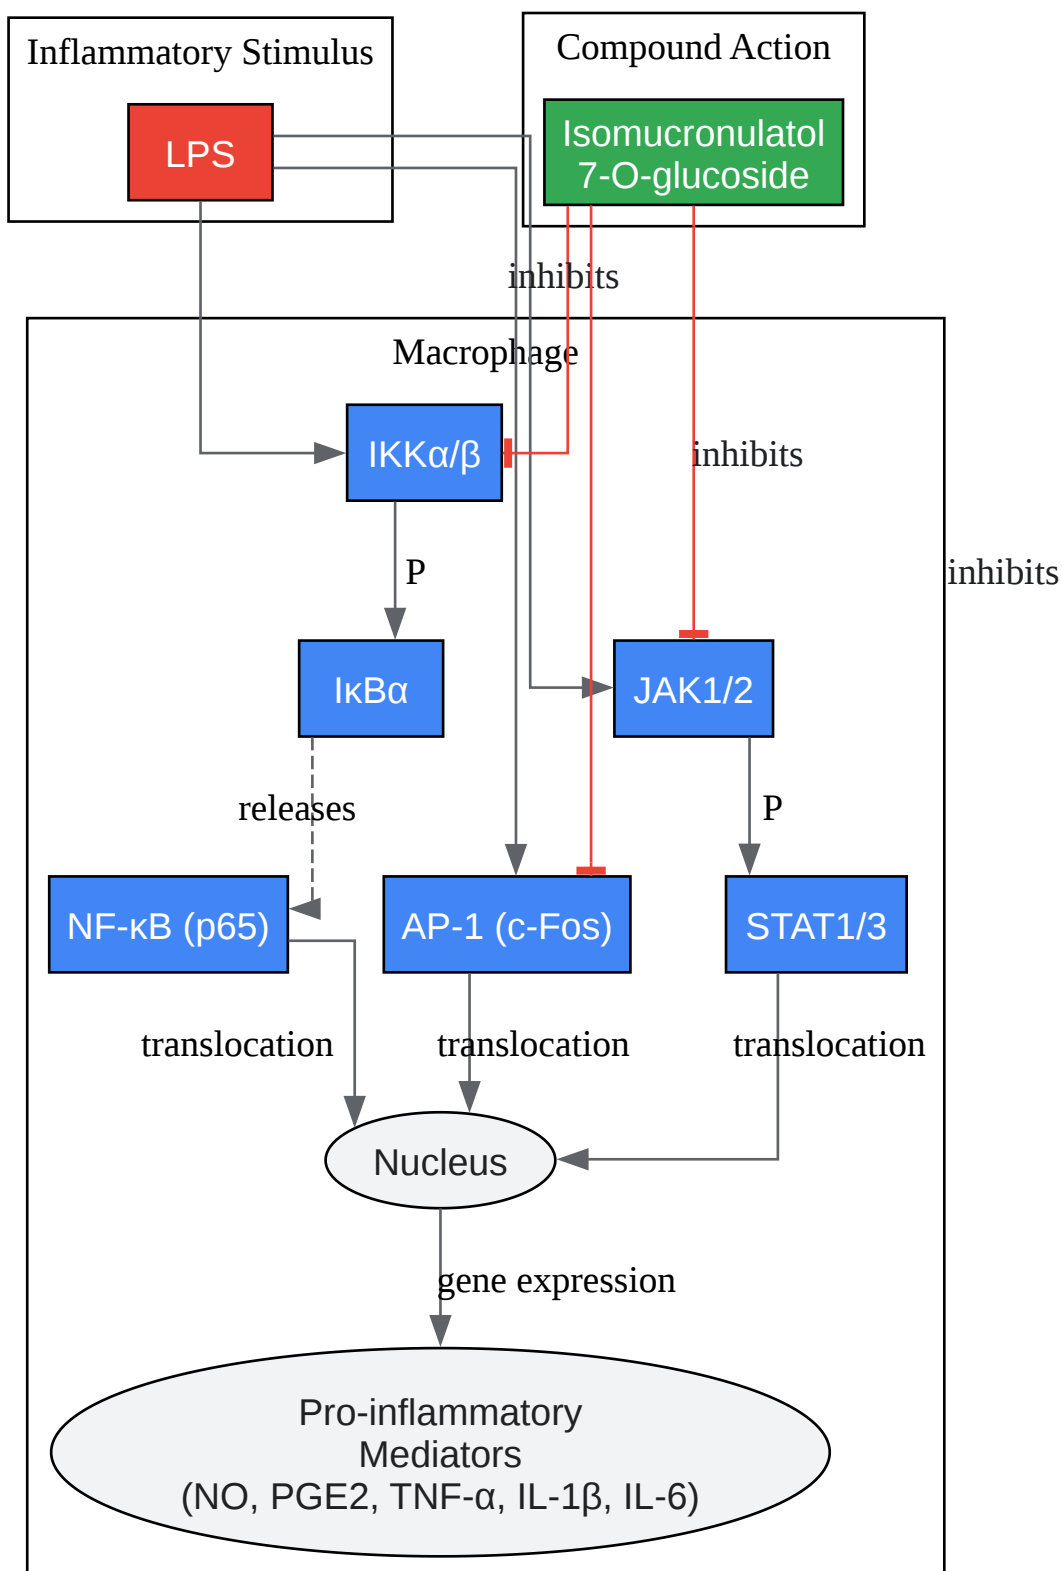 Inflammatory Stimulus
Compound Action
LPS
Isomucronulatol
7-O-glucoside
inhibits
Macrophage
IKKα/β
inhibits
P
inhibits
IκBα
JAK1/2
releases
P
NF-κB (p65)
AP-1 (c-Fos)
STAT1/3
translocation
translocation
translocation
Nucleus
gene expression
Pro-inflammatory
Mediators
(NO, PGE2, TNF-α, IL-1β, IL-6)